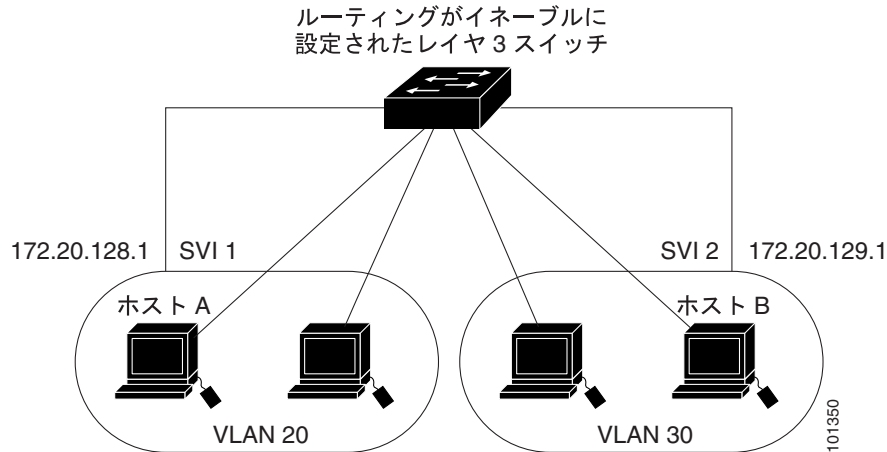 ルーティングがイネーブルに
設定されたレイヤ 3 スイッチ
172.20.128.1 SVI 1
SVI 2 172.20.129.1
ホスト A
ホスト B
VLAN 20
VLAN 30
101350